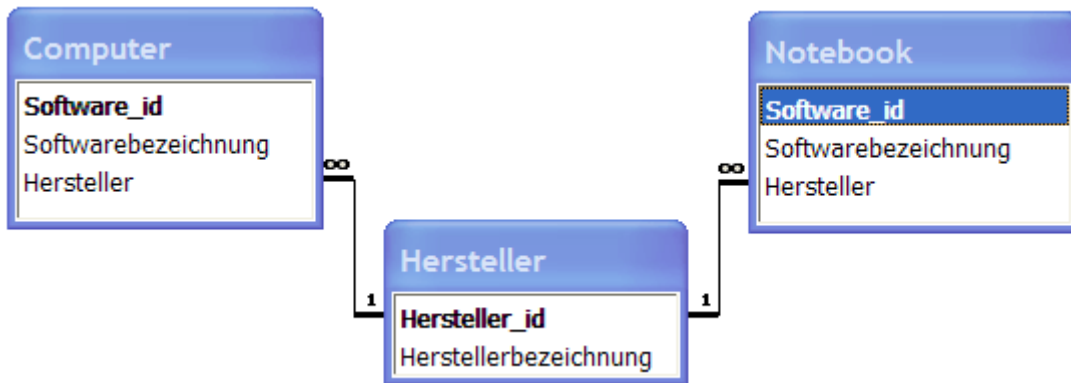 Computer
Software_id
Softwarebezeichnung
Hersteller
∞
1
Hersteller
Hersteller_id
Herstellerbezeichnung
1
∞
Notebook
Software_id
Softwarebezeichnung
Hersteller